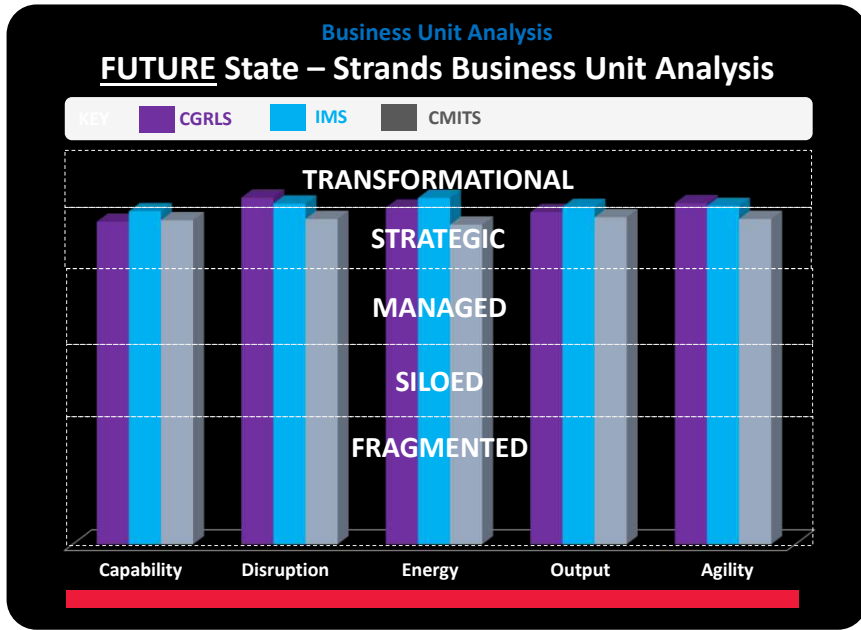 Business Unit Analysis
FUTURE State – Strands Business Unit Analysis
KEY CGRLS IMS CMITS
TRANSFORMATIONAL
STRATEGIC
MANAGED
SILOED
FRAGMENTED
Capability Disruption Energy Output Agility